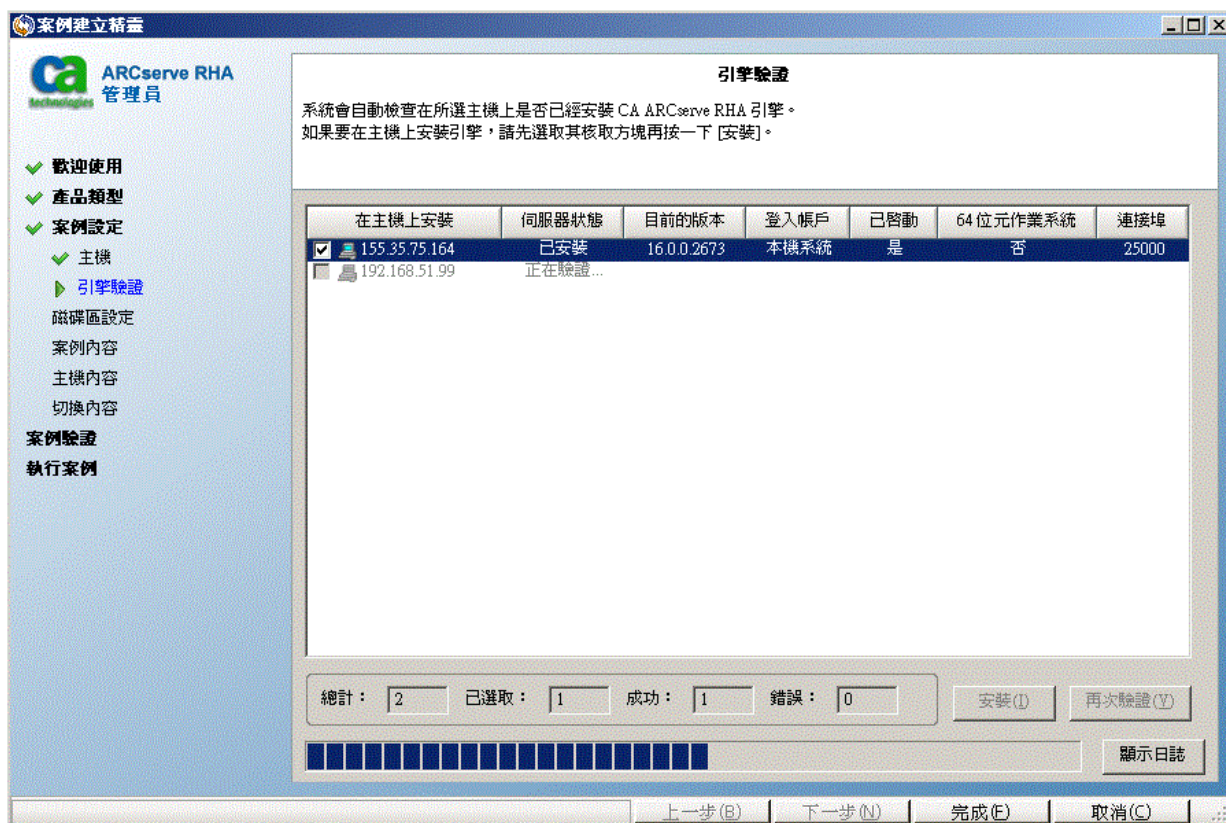 案例建立精靈
ca
technologies
ARCserve RHA
管理員
歡迎使用
產品類型
案例設定
主機
引擎驗證
磁碟區設定
案例內容
主機內容
切換內容
案例驗證
執行案例
引擎驗證
系統會自動檢查在所選主機上是否已經安裝 CA ARCserve RHA 引擎。
如果要在主機上安裝引擎，請先選取其核取方塊再按一下 [安裝]。
在主機上安裝 伺服器狀態 目前的版本 登入帳戶 已啟動 64 位元作業系統 連接埠
155.35.75.164 已安裝 16.0.0.2673 本機系統 是 否 25000
192.168.51.99 正在驗證...
總計： 2 已選取： 1 成功： 1 錯誤： 0 安裝(I) 再次驗證(V)
顯示日誌
上一步(B) 下一步(N) 完成(F) 取消(C)